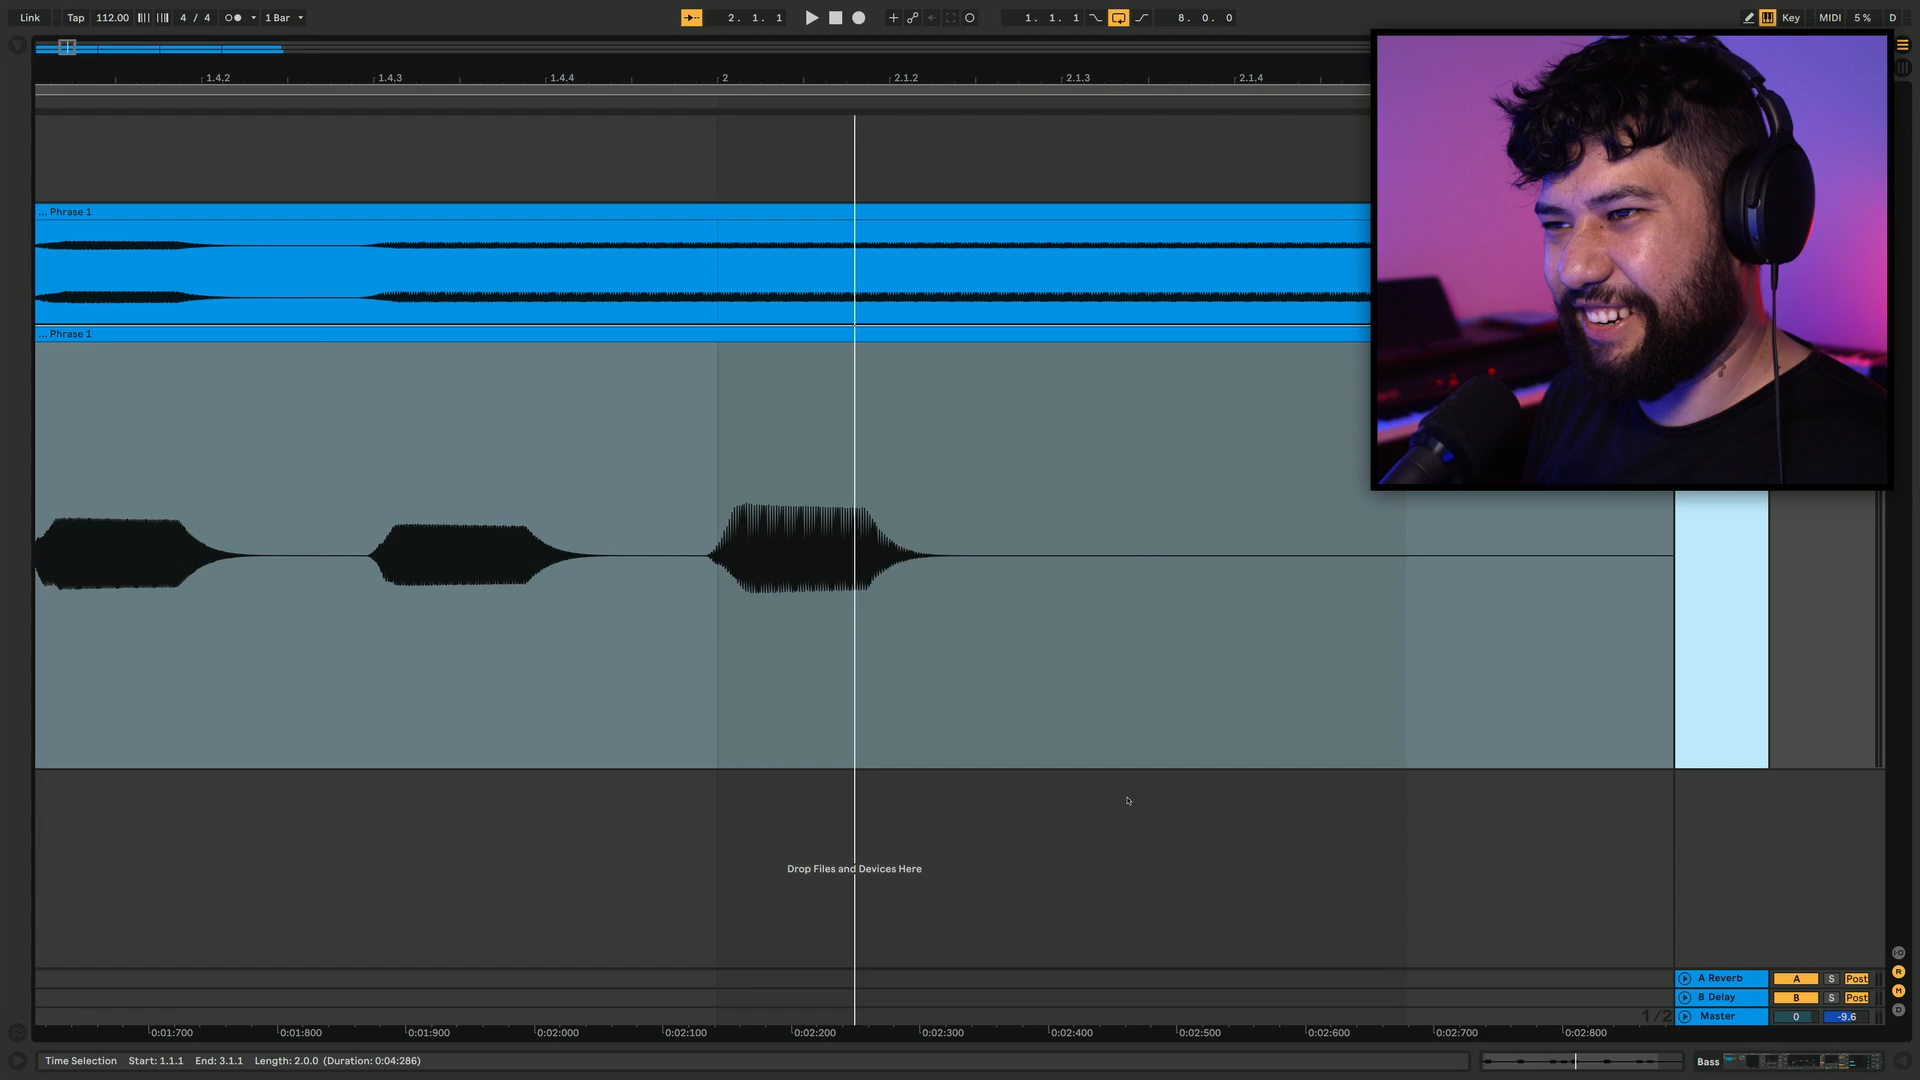 Link Tap 112.00 4 / 4 1 Bar 2. 1. 1 1. 1. 1 8. 0. 0 Key MIDI 5 % D
1.4.2 1.4.3 1.4.4 2 2.1.2 2.1.3 2.1.4
... Phrase 1
... Phrase 1
Drop Files and Devices Here
A Reverb A S Post
B Delay B S Post
1/2 Master 0 -9.6
0:01:700 0:01:800 0:01:900 0:02:000 0:02:100 0:02:200 0:02:300 0:02:400 0:02:500 0:02:600 0:02:700 0:02:800
Time Selection Start: 1.1.1 End: 3.1.1 Length: 2.0.0 (Duration: 0:04:286) Bass